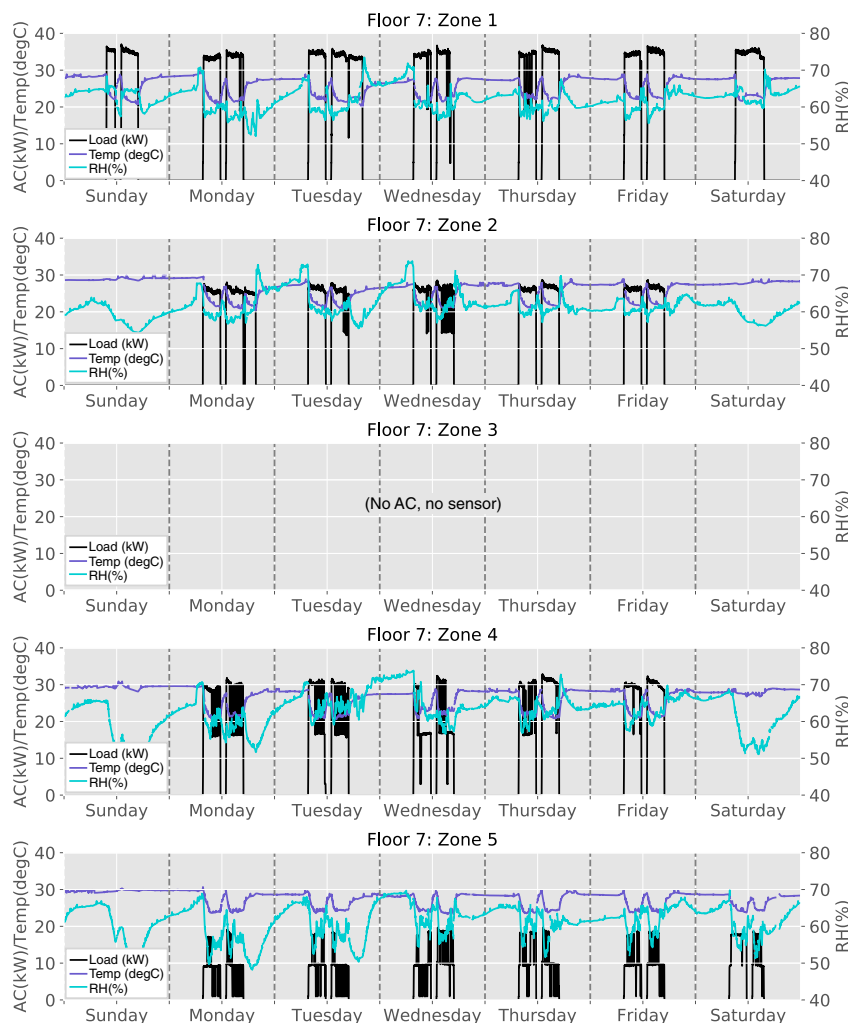 Floor 7: Zone 1
AC(kW)/Temp(degC)
40
30
20
10
0
80
70
60
50
40
RH(%)
Load (kW)
Temp (degC)
RH(%)
Sunday Monday Tuesday Wednesday Thursday Friday Saturday
Floor 7: Zone 2
AC(kW)/Temp(degC)
40
30
20
10
0
80
70
60
50
40
RH(%)
Load (kW)
Temp (degC)
RH(%)
Sunday Monday Tuesday Wednesday Thursday Friday Saturday
Floor 7: Zone 3
AC(kW)/Temp(degC)
40
30
20
10
0
80
70
60
50
40
RH(%)
(No AC, no sensor)
Load (kW)
Temp (degC)
RH(%)
Sunday Monday Tuesday Wednesday Thursday Friday Saturday
Floor 7: Zone 4
AC(kW)/Temp(degC)
40
30
20
10
0
80
70
60
50
40
RH(%)
Load (kW)
Temp (degC)
RH(%)
Sunday Monday Tuesday Wednesday Thursday Friday Saturday
Floor 7: Zone 5
AC(kW)/Temp(degC)
40
30
20
10
0
80
70
60
50
40
RH(%)
Load (kW)
Temp (degC)
RH(%)
Sunday Monday Tuesday Wednesday Thursday Friday Saturday